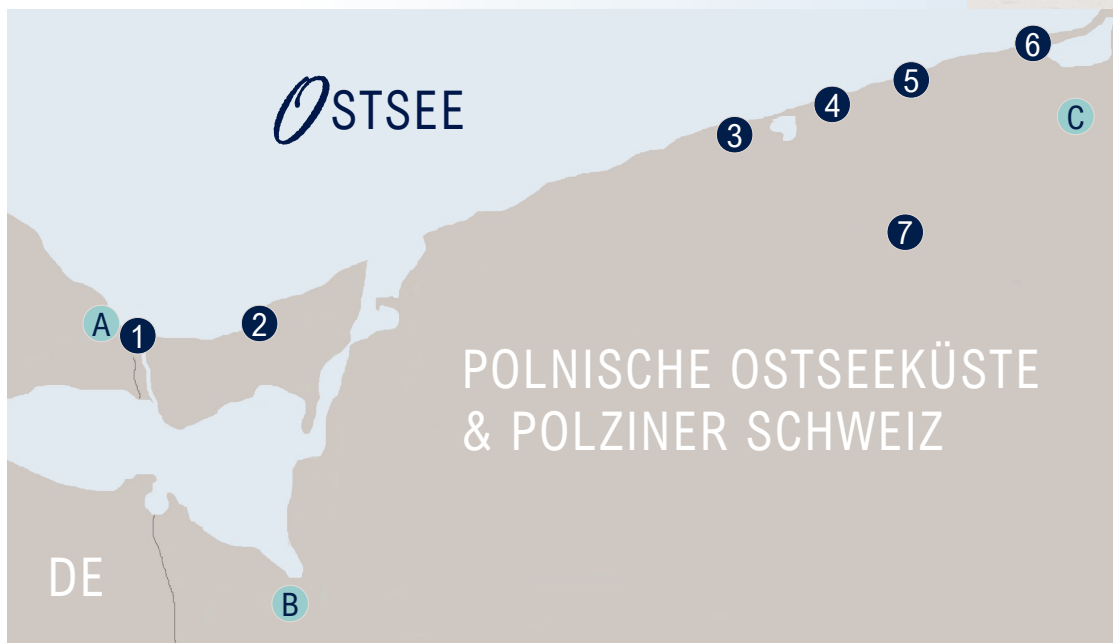 OSTSEE
6
5
4
C
3
7
A
1
2
POLNISCHE OSTSEEKÜSTE
& POLZINER SCHWEIZ
DE
B